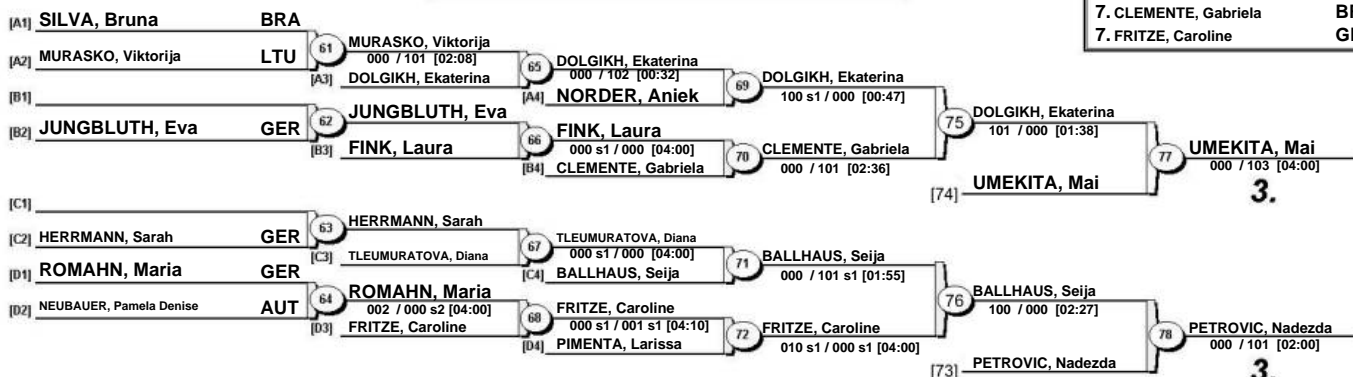 [A1] SILVA, Bruna BRA
[A2] MURASKO, Viktorija LTU
61
MURASKO, Viktorija
000 / 101 [02:08]
[A3] DOLGIKH, Ekaterina
65
DOLGIKH, Ekaterina
000 / 102 [00:32]
[A4] NORDER, Aniek
69
DOLGIKH, Ekaterina
100 s1 / 000 [00:47]
[B1]
[B2] JUNGBLUTH, Eva GER
62
JUNGBLUTH, Eva
[B3] FINK, Laura
66
FINK, Laura
000 s1 / 000 [04:00]
[B4] CLEMENTE, Gabriela
70
CLEMENTE, Gabriela
000 / 101 [02:36]
75
DOLGIKH, Ekaterina
101 / 000 [01:38]
[74] UMEKITA, Mai
77
UMEKITA, Mai
000 / 103 [04:00]
3.
[C1]
[C2] HERRMANN, Sarah GER
63
HERRMANN, Sarah
[C3] TLEUMURATOVA, Diana
67
TLEUMURATOVA, Diana
000 s1 / 000 [04:00]
[C4] BALLHAUS, Seija
71
BALLHAUS, Seija
000 / 101 s1 [01:55]
[D1] ROMAHN, Maria GER
[D2] NEUBAUER, Pamela Denise AUT
64
ROMAHN, Maria
002 / 000 s2 [04:00]
[D3] FRITZE, Caroline
68
FRITZE, Caroline
000 s1 / 001 s1 [04:10]
[D4] PIMENTA, Larissa
72
FRITZE, Caroline
010 s1 / 000 s1 [04:00]
76
BALLHAUS, Seija
100 / 000 [02:27]
[73] PETROVIC, Nadezda
78
PETROVIC, Nadezda
000 / 101 [02:00]
3.
7. CLEMENTE, Gabriela
7. FRITZE, Caroline